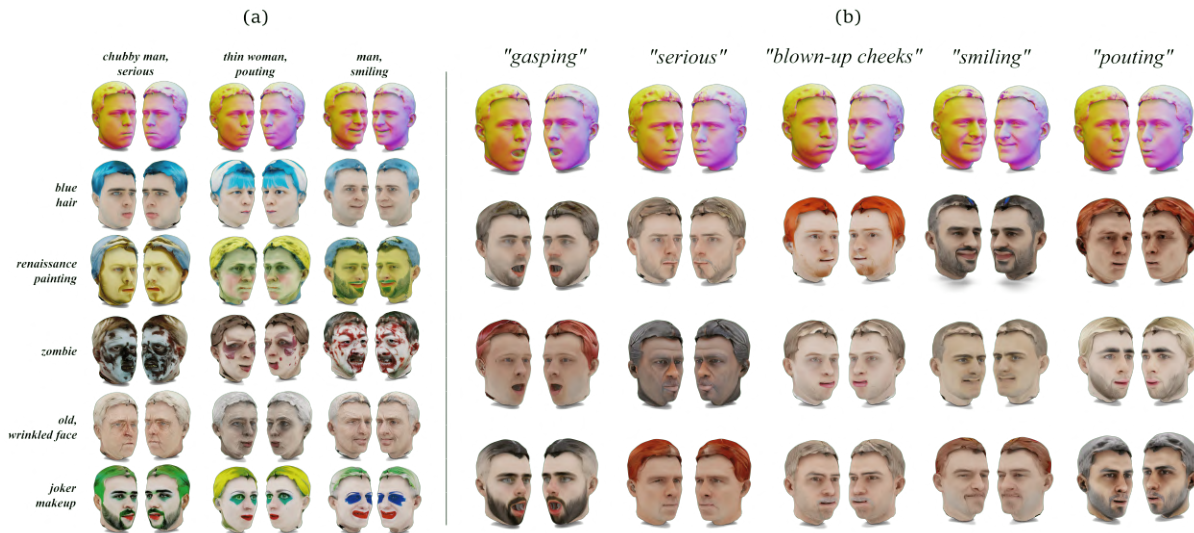 (a)
(b)
chubby man,
serious
thin woman,
pouting
man,
smiling
"gasping"
"serious"
"blown-up cheeks"
"smiling"
"pouting"
blue
hair
renaissance
painting
zombie
old,
wrinkled face
joker
makeup